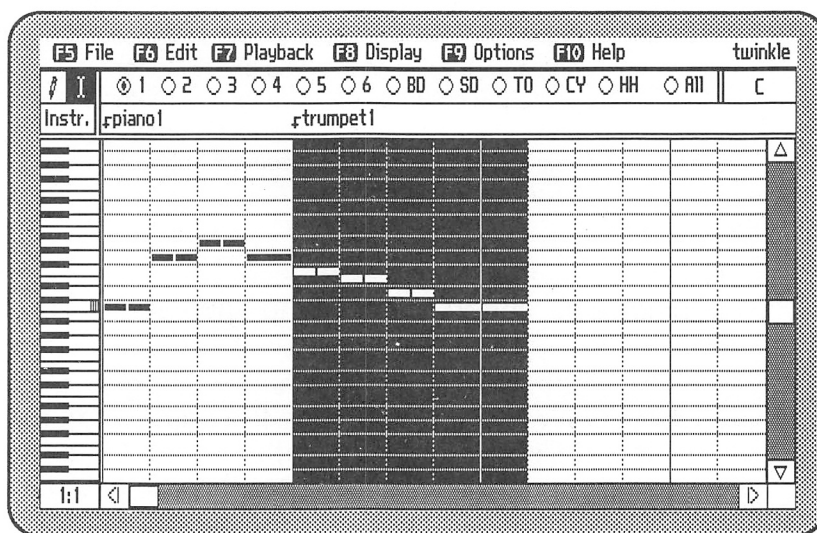 F5 File F6 Edit F7 Playback F8 Display F9 Options F10 Help twinkle
1 2 3 4 5 6 BD SD TO CY HH All C
Instr. piano1 trumpet1
1:1